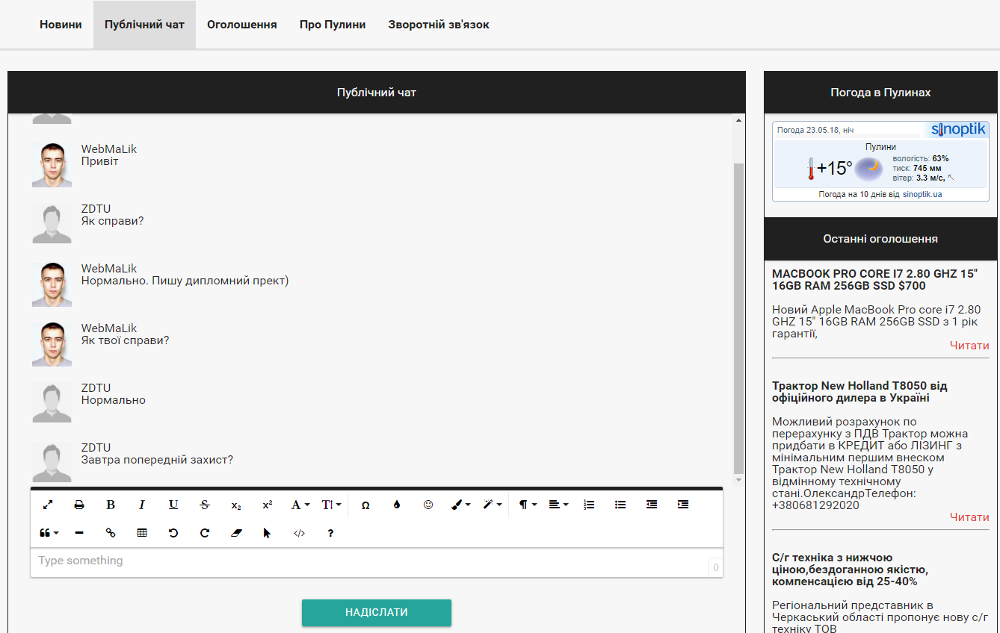 Новини
Публічний чат
Оголошення
Про Пулини
Зворотній зв'язок
Публічний чат
WebMaLik
Привіт
ZDTU
Як справи?
WebMaLik
Нормально. Пишу дипломний прект)
WebMaLik
Як твої справи?
ZDTU
Нормально
ZDTU
Завтра попередній захист?
Type something
0
НАДІСЛАТИ
Погода в Пулинах
Погода 23.05.18, ніч
sinoptik
Пулини
+15°
вологість: 63%
тиск: 745 мм
вітер: 3.3 м/с,
Погода на 10 днів від sinoptik.ua
Останні оголошення
MACBOOK PRO CORE I7 2.80 GHZ 15"
16GB RAM 256GB SSD $700
Новий Apple MacBook Pro core i7 2.80
GHZ 15" 16GB RAM 256GB SSD з 1 рік
гарантії,
Читати
Трактор New Holland T8050 від
офіційного дилера в Україні
Можливий розрахунок по
перерахунку з ПДВ Трактор можна
придбати в КРЕДИТ або ЛІЗИНГ з
мінімальним першим внеском
Трактор New Holland T8050 у
відмінному технічному
стані.ОлександрТелефон:
+380681292020
Читати
С/г техніка з нижчою
ціною,бездоганною якістю,
компенсацією від 25-40%
Регіональний представник в
Черкаський області пропонує нову с/г
техніку ТОВ